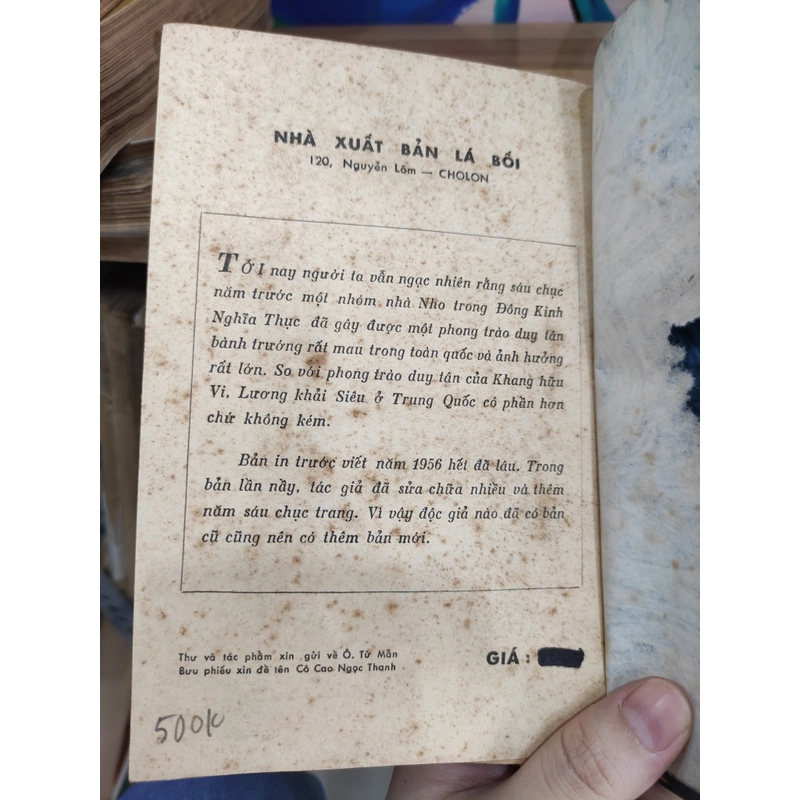 NHÀ XUẤT BẢN LÁ BỐI
120, Nguyễn Lâm — CHOLON
TỚI nay người ta vẫn ngạc nhiên rằng sáu chục
năm trước một nhóm nhà Nho trong Đông Kinh
Nghĩa Thục đã gây được một phong trào duy tân
bành trướng rất mau trong toàn quốc và ảnh hưởng
rất lớn. So với phong trào duy tận của Khang hữu
Vi, Lương khải Siêu ở Trung Quốc có phần hơn
chứ không kém.
Bản in trước viết năm 1956 hết đã lâu. Trong
bản lần nầy, tác giả đã sửa chữa nhiều và thêm
năm sáu chục trang. Vì vậy độc giả nào đã có bản
cũ cũng nên có thêm bản mới.
Thư và tác phẩm xin gửi về Ô. Từ Mẫn
Bưu phiếu xin đề tên Cô Cao Ngọc Thanh
GIÁ :
500k